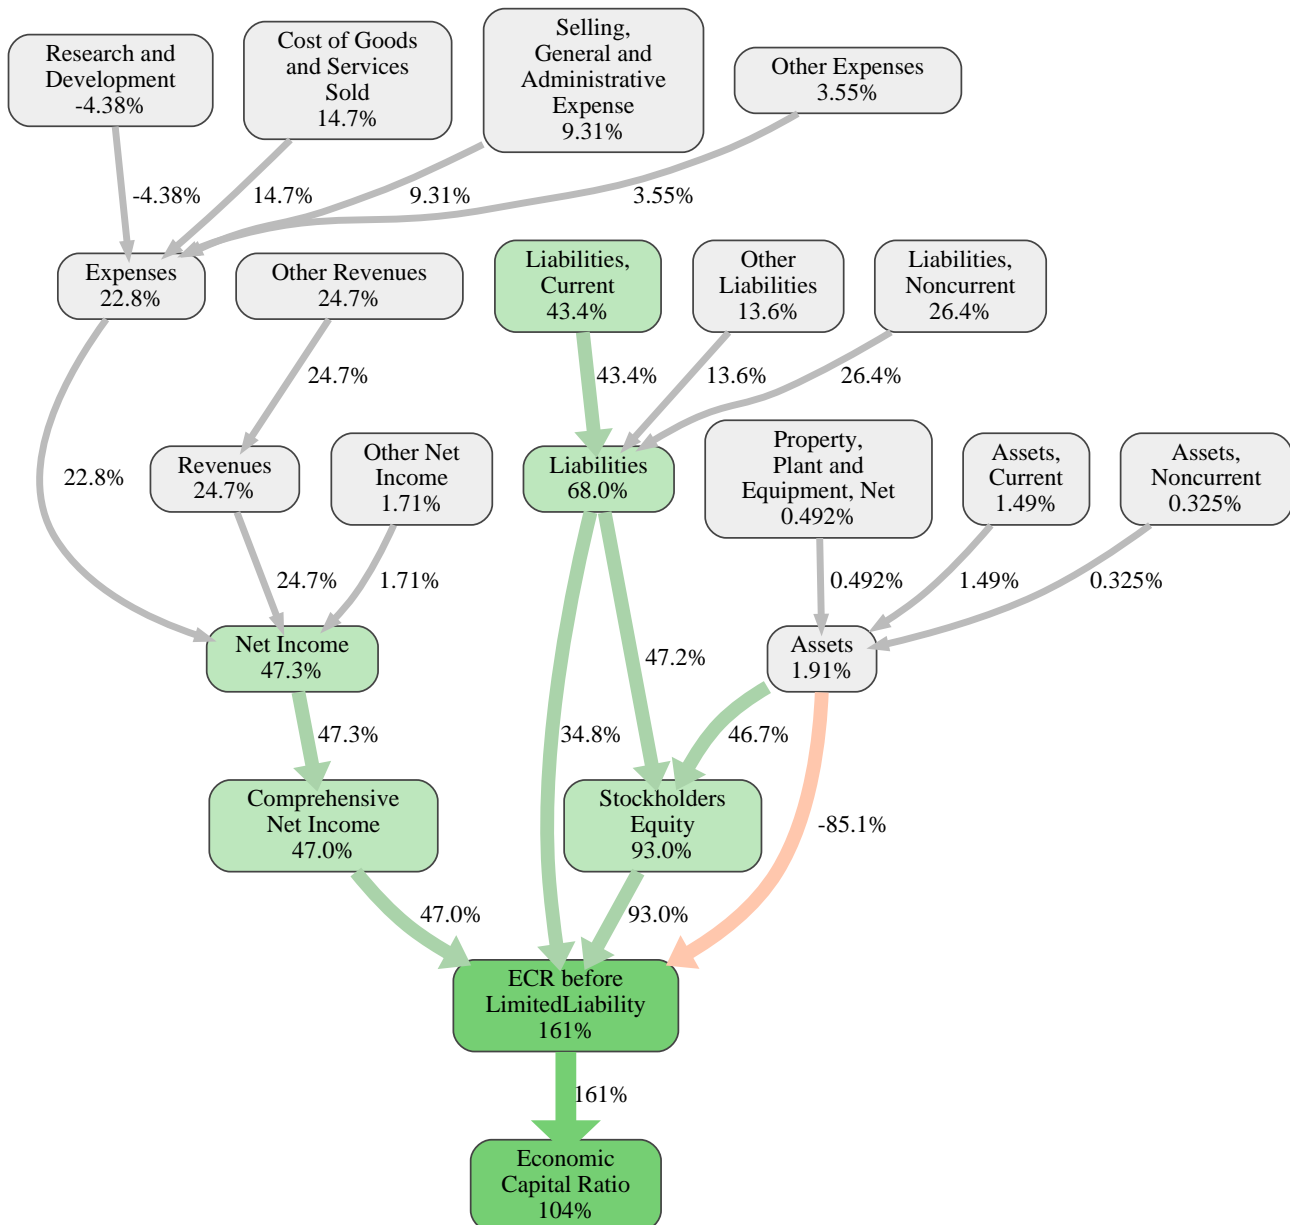 Research and
Development
-4.38%
Cost of Goods
and Services
Sold
14.7%
Selling,
General and
Administrative
Expense
9.31%
Other Expenses
3.55%
-4.38%
14.7%
9.31%
3.55%
Expenses
22.8%
Other Revenues
24.7%
Liabilities,
Current
43.4%
Other
Liabilities
13.6%
Liabilities,
Noncurrent
26.4%
24.7%
43.4%
13.6%
26.4%
Revenues
24.7%
Other Net
Income
1.71%
Liabilities
68.0%
Property,
Plant and
Equipment, Net
0.492%
Assets,
Current
1.49%
Assets,
Noncurrent
0.325%
22.8%
24.7%
1.71%
0.492%
1.49%
0.325%
Net Income
47.3%
47.2%
Assets
1.91%
47.3%
34.8%
46.7%
Comprehensive
Net Income
47.0%
Stockholders
Equity
93.0%
-85.1%
47.0%
93.0%
ECR before
LimitedLiability
161%
161%
Economic
Capital Ratio
104%